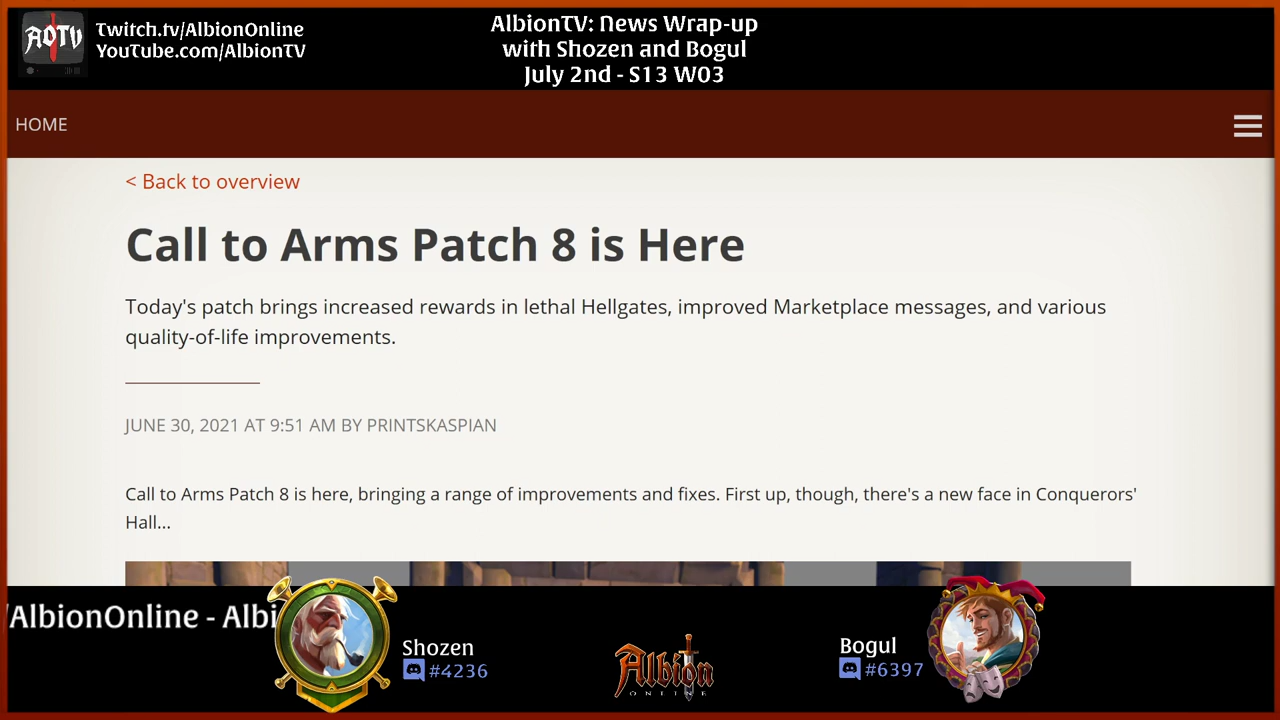 AOTV
Twitch.tv/AlbionOnline
YouTube.com/AlbionTV
AlbionTV: News Wrap-up
with Shozen and Bogul
July 2nd - S13 W03
HOME
< Back to overview
Call to Arms Patch 8 is Here
Today's patch brings increased rewards in lethal Hellgates, improved Marketplace messages, and various
quality-of-life improvements.
JUNE 30, 2021 AT 9:51 AM BY PRINTSKASPIAN
Call to Arms Patch 8 is here, bringing a range of improvements and fixes. First up, though, there's a new face in Conquerors'
Hall...
/AlbionOnline - Albi
Shozen
#4236
Albion
ONLINE
Bogul
#6397